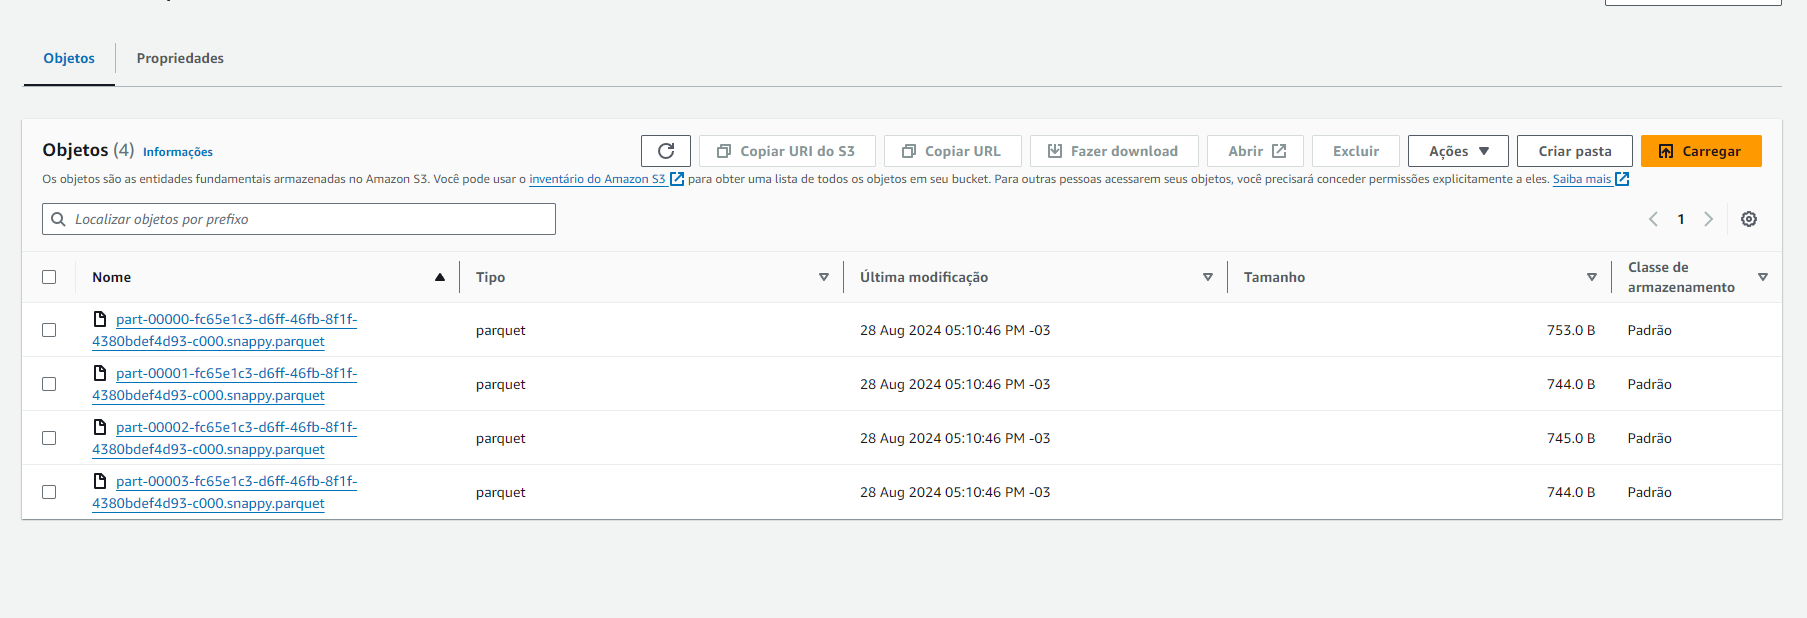 Objetos Propriedades
Objetos (4) Informações
Copiar URI do S3 Copiar URL Fazer download Abrir Excluir Ações Criar pasta Carregar
Os objetos são as entidades fundamentais armazenadas no Amazon S3. Você pode usar o inventário do Amazon S3 para obter uma lista de todos os objetos em seu bucket. Para outras pessoas acessarem seus objetos, você precisará conceder permissões explicitamente a eles. Saiba mais
Localizar objetos por prefixo
1
Nome Tipo Última modificação Tamanho Classe de
armazenamento
part-00000-fc65e1c3-d6ff-46fb-8f1f-
4380bdef4d93-c000.snappy.parquet parquet 28 Aug 2024 05:10:46 PM -03 753.0 B Padrão
part-00001-fc65e1c3-d6ff-46fb-8f1f-
4380bdef4d93-c000.snappy.parquet parquet 28 Aug 2024 05:10:46 PM -03 744.0 B Padrão
part-00002-fc65e1c3-d6ff-46fb-8f1f-
4380bdef4d93-c000.snappy.parquet parquet 28 Aug 2024 05:10:46 PM -03 745.0 B Padrão
part-00003-fc65e1c3-d6ff-46fb-8f1f-
4380bdef4d93-c000.snappy.parquet parquet 28 Aug 2024 05:10:46 PM -03 744.0 B Padrão